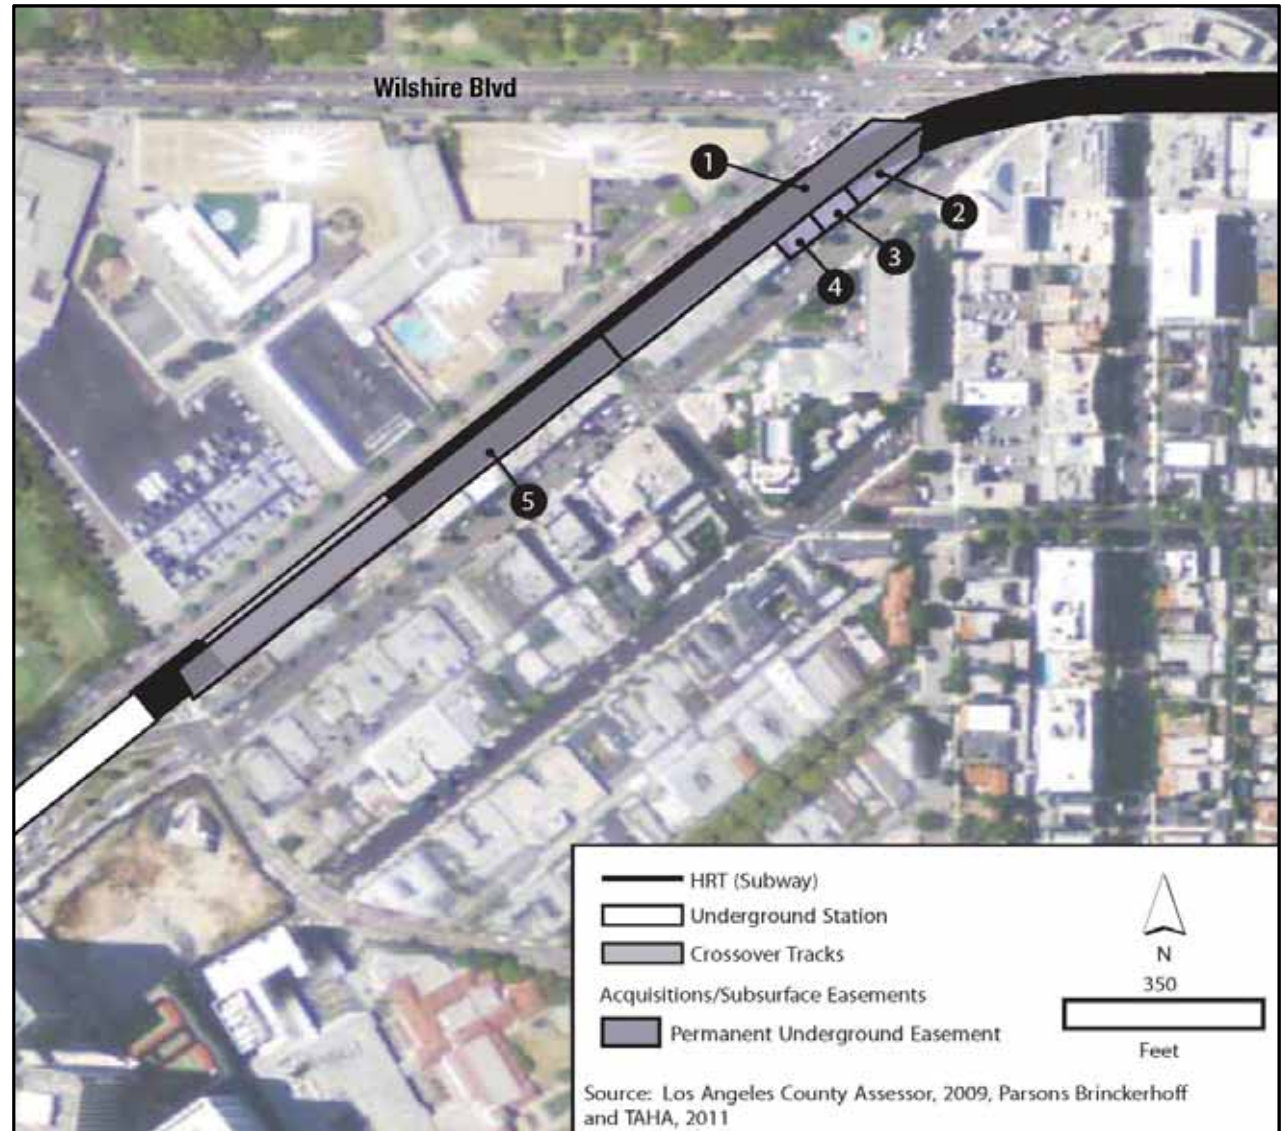 Wilshire Blvd
1
2
3
4
5
HRT (Subway)
Underground Station
Crossover Tracks
Acquisitions/Subsurface Easements
Permanent Underground Easement
N
350
Feet
Source: Los Angeles County Assessor, 2009, Parsons Brinckerhoff
and TAHA, 2011